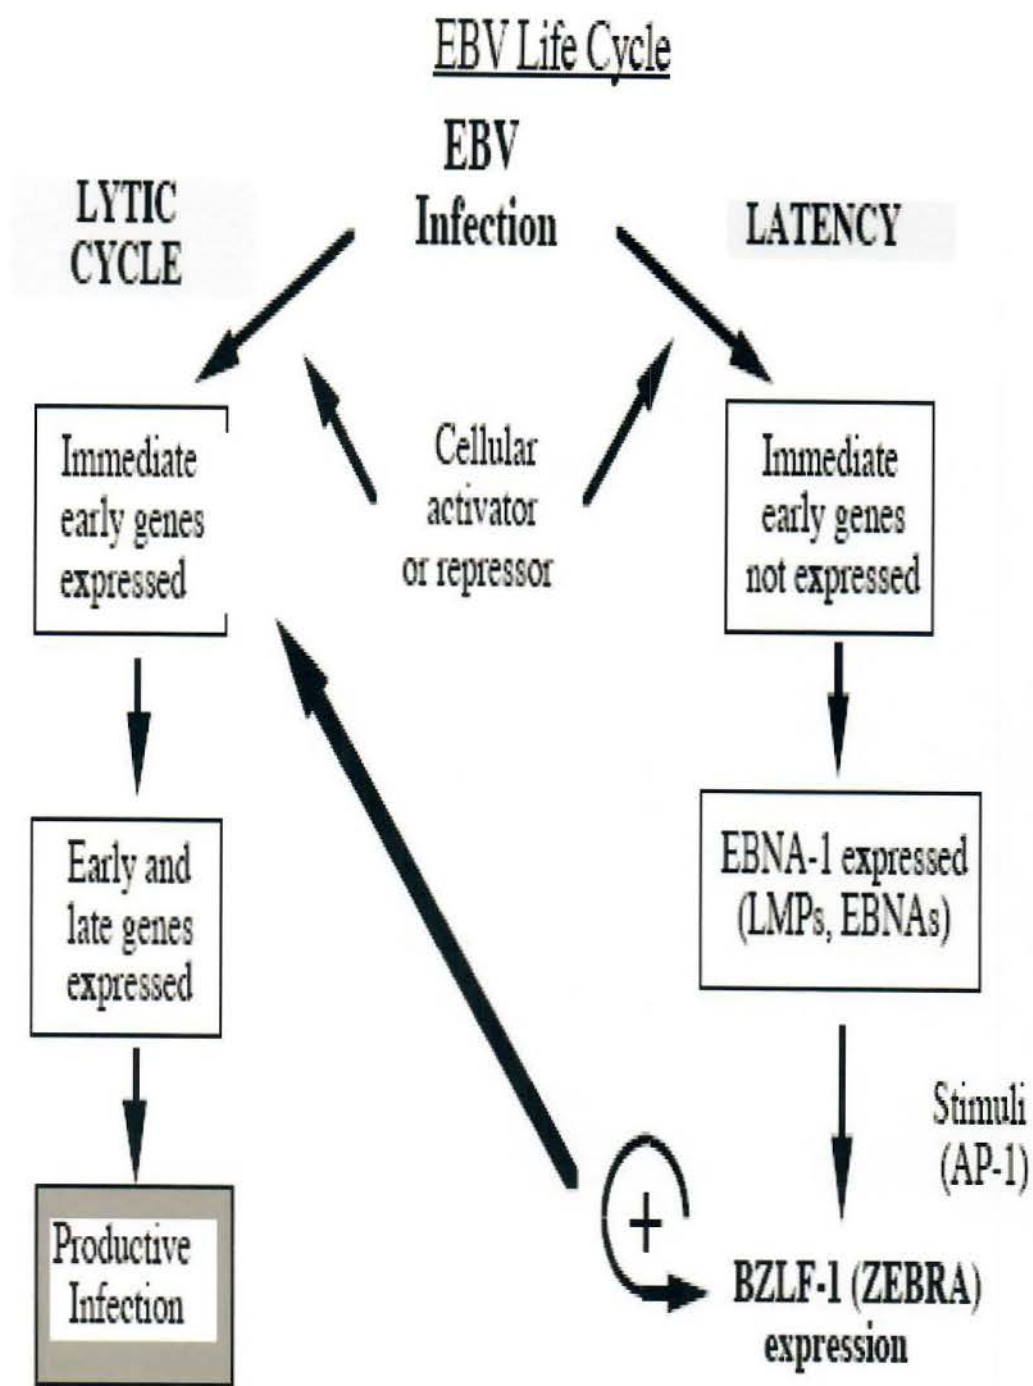 EBV Life Cycle
EBV
Infection
LYTIC
CYCLE
LATENCY
Immediate
early genes
expressed
Cellular
activator
or repressor
Immediate
early genes
not expressed
Early and
late genes
expressed
EBNA-1 expressed
(LMPs, EBNAs)
Stimuli
(AP-1)
Productive
Infection
+
BZLF-1 (ZEBRA)
expression